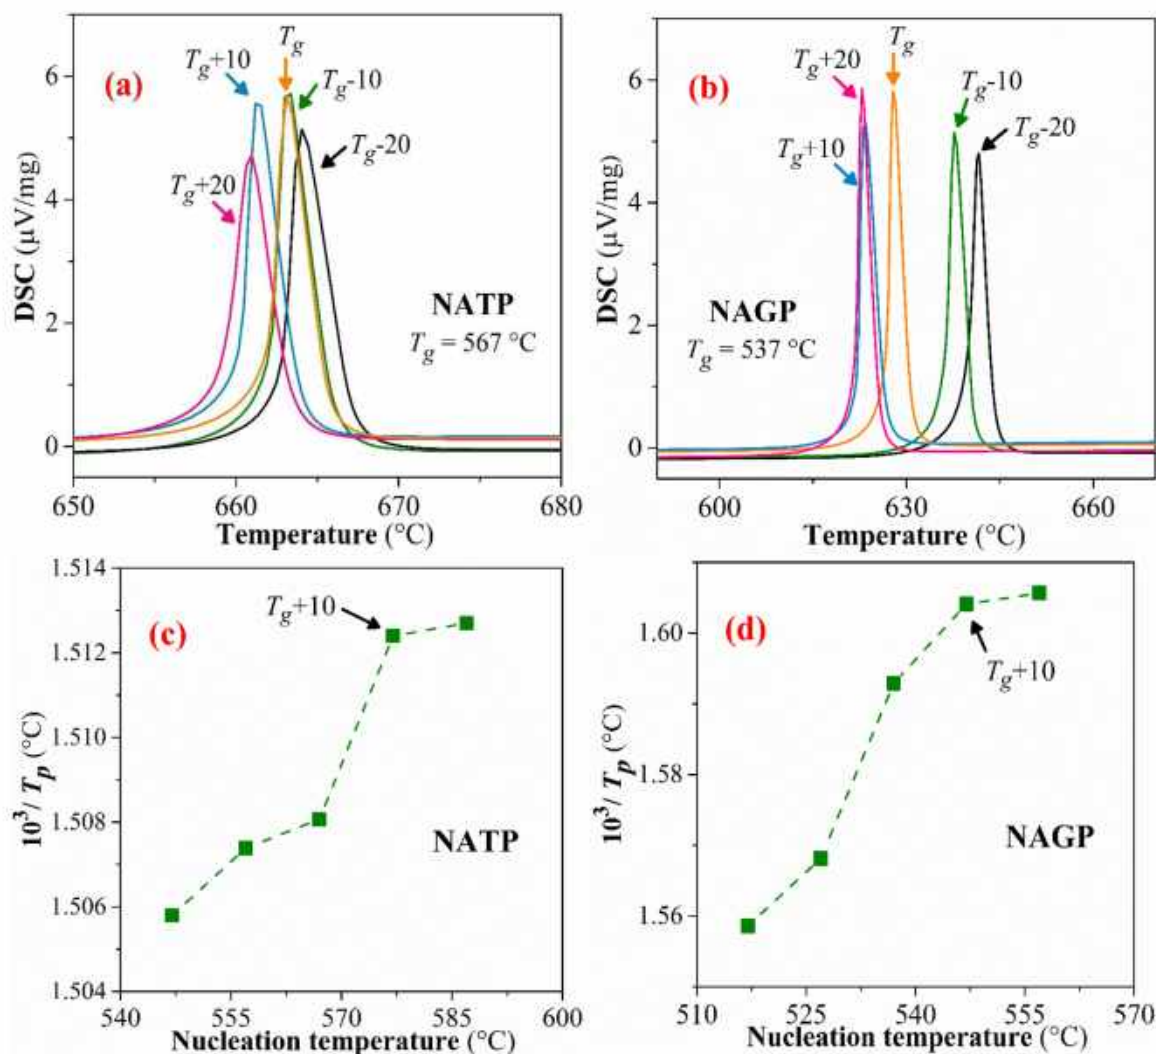 (a)
DSC (µV/mg)
6
4
2
0
Tg+10
Tg
Tg-10
Tg-20
Tg+20
NATP
Tg = 567 °C
650
660
670
680
Temperature (°C)
(b)
DSC (µV/mg)
6
4
2
0
Tg+20
Tg
Tg-10
Tg-20
Tg+10
NAGP
Tg = 537 °C
600
630
660
Temperature (°C)
(c)
10³/ Tp (°C)
1.514
1.512
1.510
1.508
1.506
1.504
Tg+10
NATP
540
555
570
585
600
Nucleation temperature (°C)
(d)
10³/ Tp (°C)
1.60
1.58
1.56
Tg+10
NAGP
510
525
540
555
570
Nucleation temperature (°C)